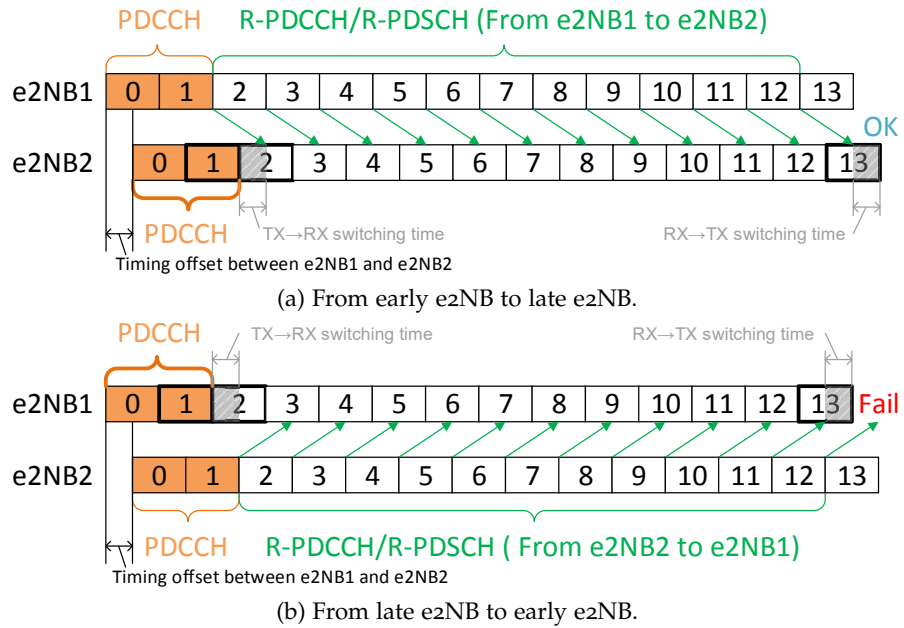 PDCCH R-PDCCH/R-PDSCH (From e2NB1 to e2NB2)
e2NB1 0 1 2 3 4 5 6 7 8 9 10 11 12 13
OK
e2NB2 0 1 2 3 4 5 6 7 8 9 10 11 12 13
PDCCH TX→RX switching time RX→TX switching time
Timing offset between e2NB1 and e2NB2
(a) From early e2NB to late e2NB.
PDCCH TX→RX switching time RX→TX switching time
e2NB1 0 1 2 3 4 5 6 7 8 9 10 11 12 13 Fail
e2NB2 0 1 2 3 4 5 6 7 8 9 10 11 12 13
PDCCH R-PDCCH/R-PDSCH ( From e2NB2 to e2NB1)
Timing offset between e2NB1 and e2NB2
(b) From late e2NB to early e2NB.